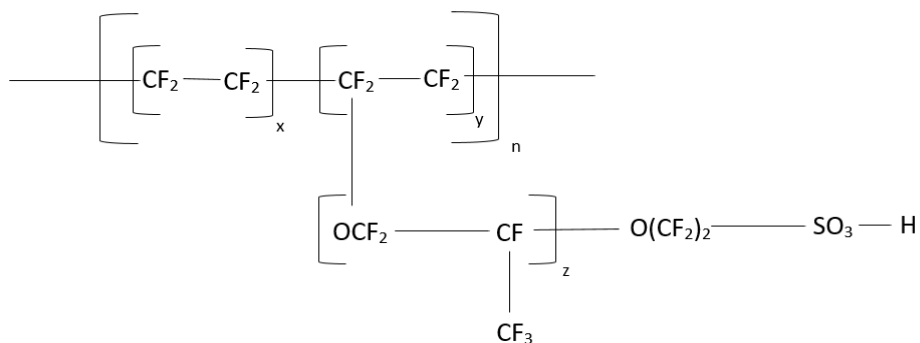 CF₂ CF₂ CF₂ CF₂
x y
n
OCF₂ CF O(CF₂)₂ SO₃ H
z
CF₃